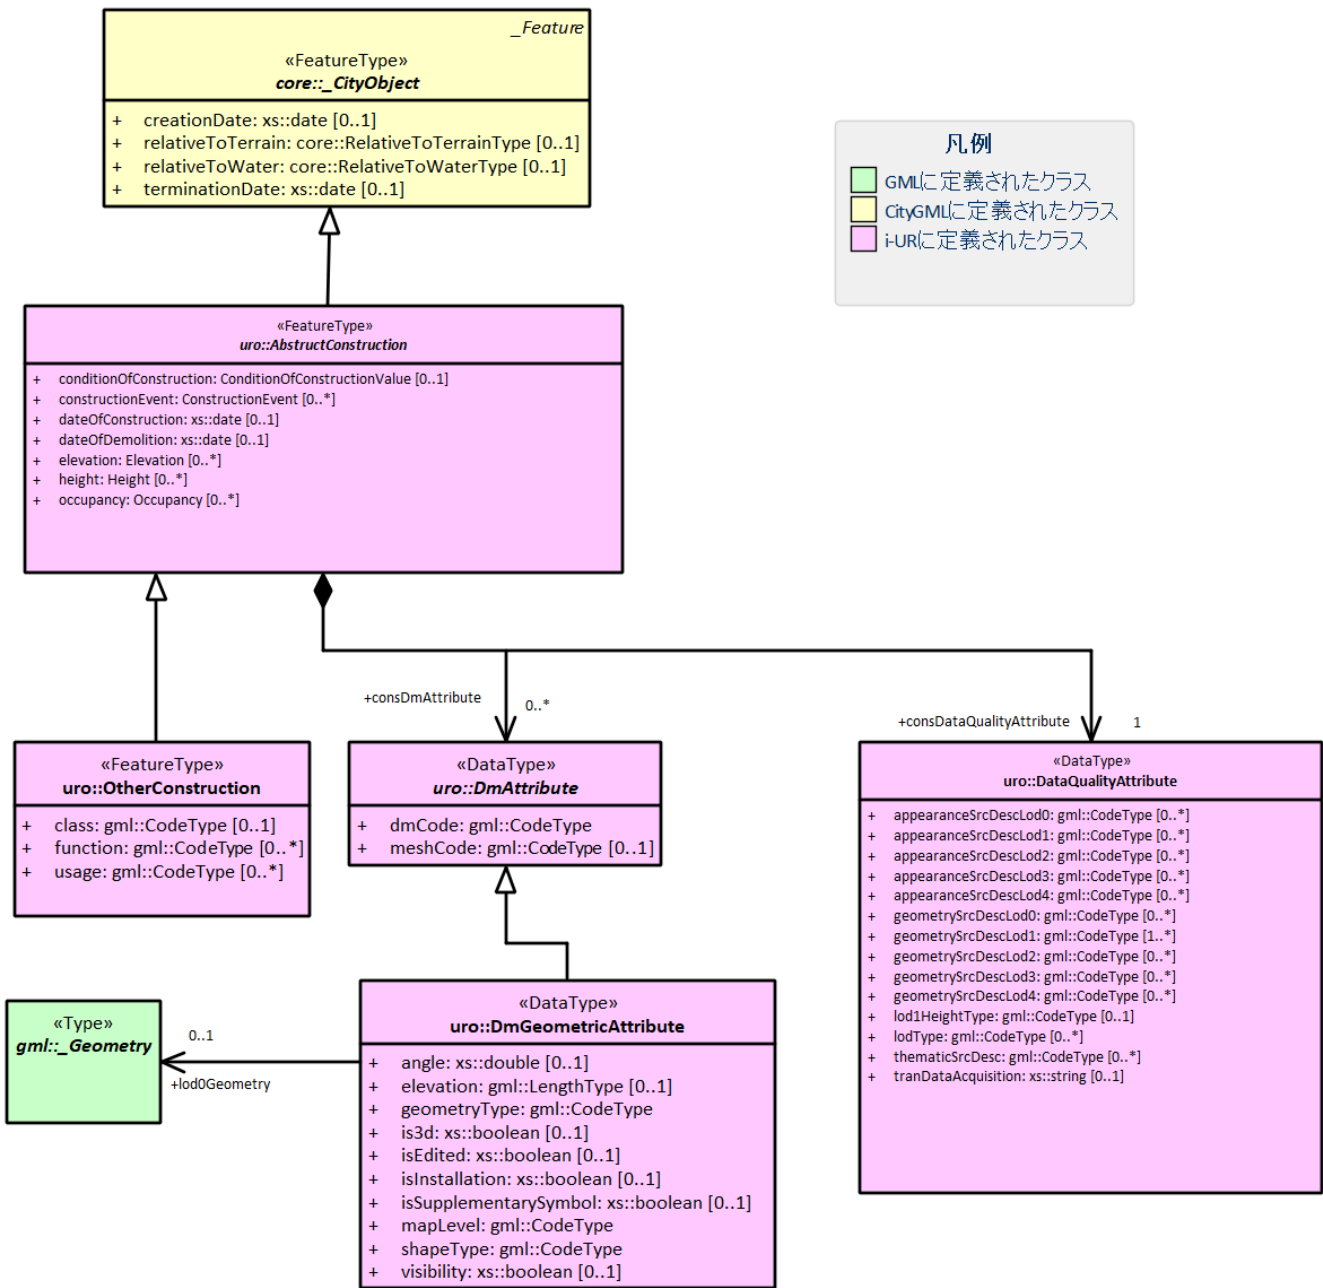 _Feature
«FeatureType»
core::_CityObject
+ creationDate: xs::date [0..1]
+ relativeToTerrain: core::RelativeToTerrainType [0..1]
+ relativeToWater: core::RelativeToWaterType [0..1]
+ terminationDate: xs::date [0..1]
凡例
GMLに定義されたクラス
CityGMLに定義されたクラス
i-URに定義されたクラス
«FeatureType»
uro::AbstructConstruction
+ conditionOfConstruction: ConditionOfConstructionValue [0..1]
+ constructionEvent: ConstructionEvent [0..*]
+ dateOfConstruction: xs::date [0..1]
+ dateOfDemolition: xs::date [0..1]
+ elevation: Elevation [0..*]
+ height: Height [0..*]
+ occupancy: Occupancy [0..*]
+consDmAttribute
0..*
+consDataQualityAttribute
1
«FeatureType»
uro::OtherConstruction
+ class: gml::CodeType [0..1]
+ function: gml::CodeType [0..*]
+ usage: gml::CodeType [0..*]
«DataType»
uro::DmAttribute
+ dmCode: gml::CodeType
+ meshCode: gml::CodeType [0..1]
«DataType»
uro::DataQualityAttribute
+ appearanceSrcDescLod0: gml::CodeType [0..*]
+ appearanceSrcDescLod1: gml::CodeType [0..*]
+ appearanceSrcDescLod2: gml::CodeType [0..*]
+ appearanceSrcDescLod3: gml::CodeType [0..*]
+ appearanceSrcDescLod4: gml::CodeType [0..*]
+ geometrySrcDescLod0: gml::CodeType [0..*]
+ geometrySrcDescLod1: gml::CodeType [1..*]
+ geometrySrcDescLod2: gml::CodeType [0..*]
+ geometrySrcDescLod3: gml::CodeType [0..*]
+ geometrySrcDescLod4: gml::CodeType [0..*]
+ lod1HeightType: gml::CodeType [0..1]
+ lodType: gml::CodeType [0..*]
+ thematicSrcDesc: gml::CodeType [0..*]
+ tranDataAcquisition: xs::string [0..1]
«Type»
gml::_Geometry
0..1
+lod0Geometry
«DataType»
uro::DmGeometricAttribute
+ angle: xs::double [0..1]
+ elevation: gml::LengthType [0..1]
+ geometryType: gml::CodeType
+ is3d: xs::boolean [0..1]
+ isEdited: xs::boolean [0..1]
+ isInstallation: xs::boolean [0..1]
+ isSupplementarySymbol: xs::boolean [0..1]
+ mapLevel: gml::CodeType
+ shapeType: gml::CodeType
+ visibility: xs::boolean [0..1]